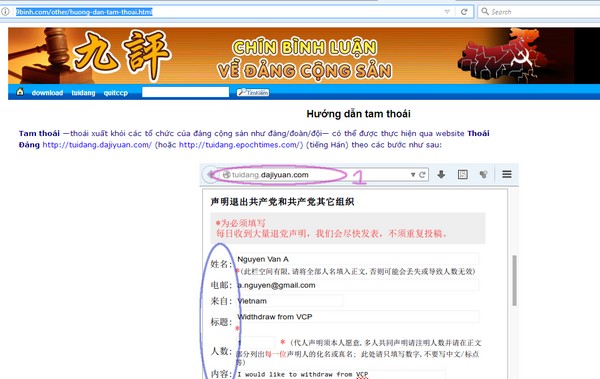 9binh.com/other/huong-dan-tam-thoai.html
Search
九評
CHÍN BÌNH LUẬN
VỀ ĐẢNG CỘNG SẢN
download tuidang quitccp
TìmKiếm
Hướng dẫn tam thoái
Tam thoái —thoái xuất khỏi các tổ chức của đảng cộng sản như đảng/đoàn/đội— có thể được thực hiện qua website Thoái
Đảng http://tuidang.dajiyuan.com/ (hoặc http://tuidang.epochtimes.com/) (tiếng Hán) theo các bước như sau:
tuidang.dajiyuan.com 1
声明退出共产党和共产党其它组织
*为必须填写
每日收到大量退党声明，我们会尽快发表，不须重复投稿。
姓名: Nguyen Van A
*(此栏空间有限,请将全部人名填入正文,否则可能会丢失或导致人数无效)
电邮: a.nguyen@gmail.com
来自: Vietnam
标题: Widthdraw from VCP
*
人数: 1 * (代人声明须本人愿意,多人共同声明请注明人数并请在正文
部分列出每一位声明人的化名或真名; 此处请只填写数字,不要写中文/标点
等)
内容: I would like to withdraw from VCP